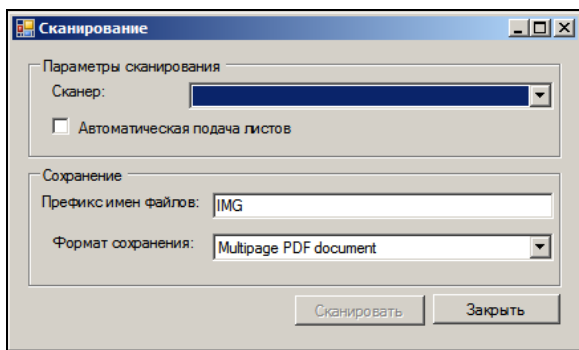 Сканирование
Параметры сканирования
Сканер:
Автоматическая подача листов
Сохранение
Префикс имен файлов: IMG
Формат сохранения: Multipage PDF document
Сканировать Закрыть